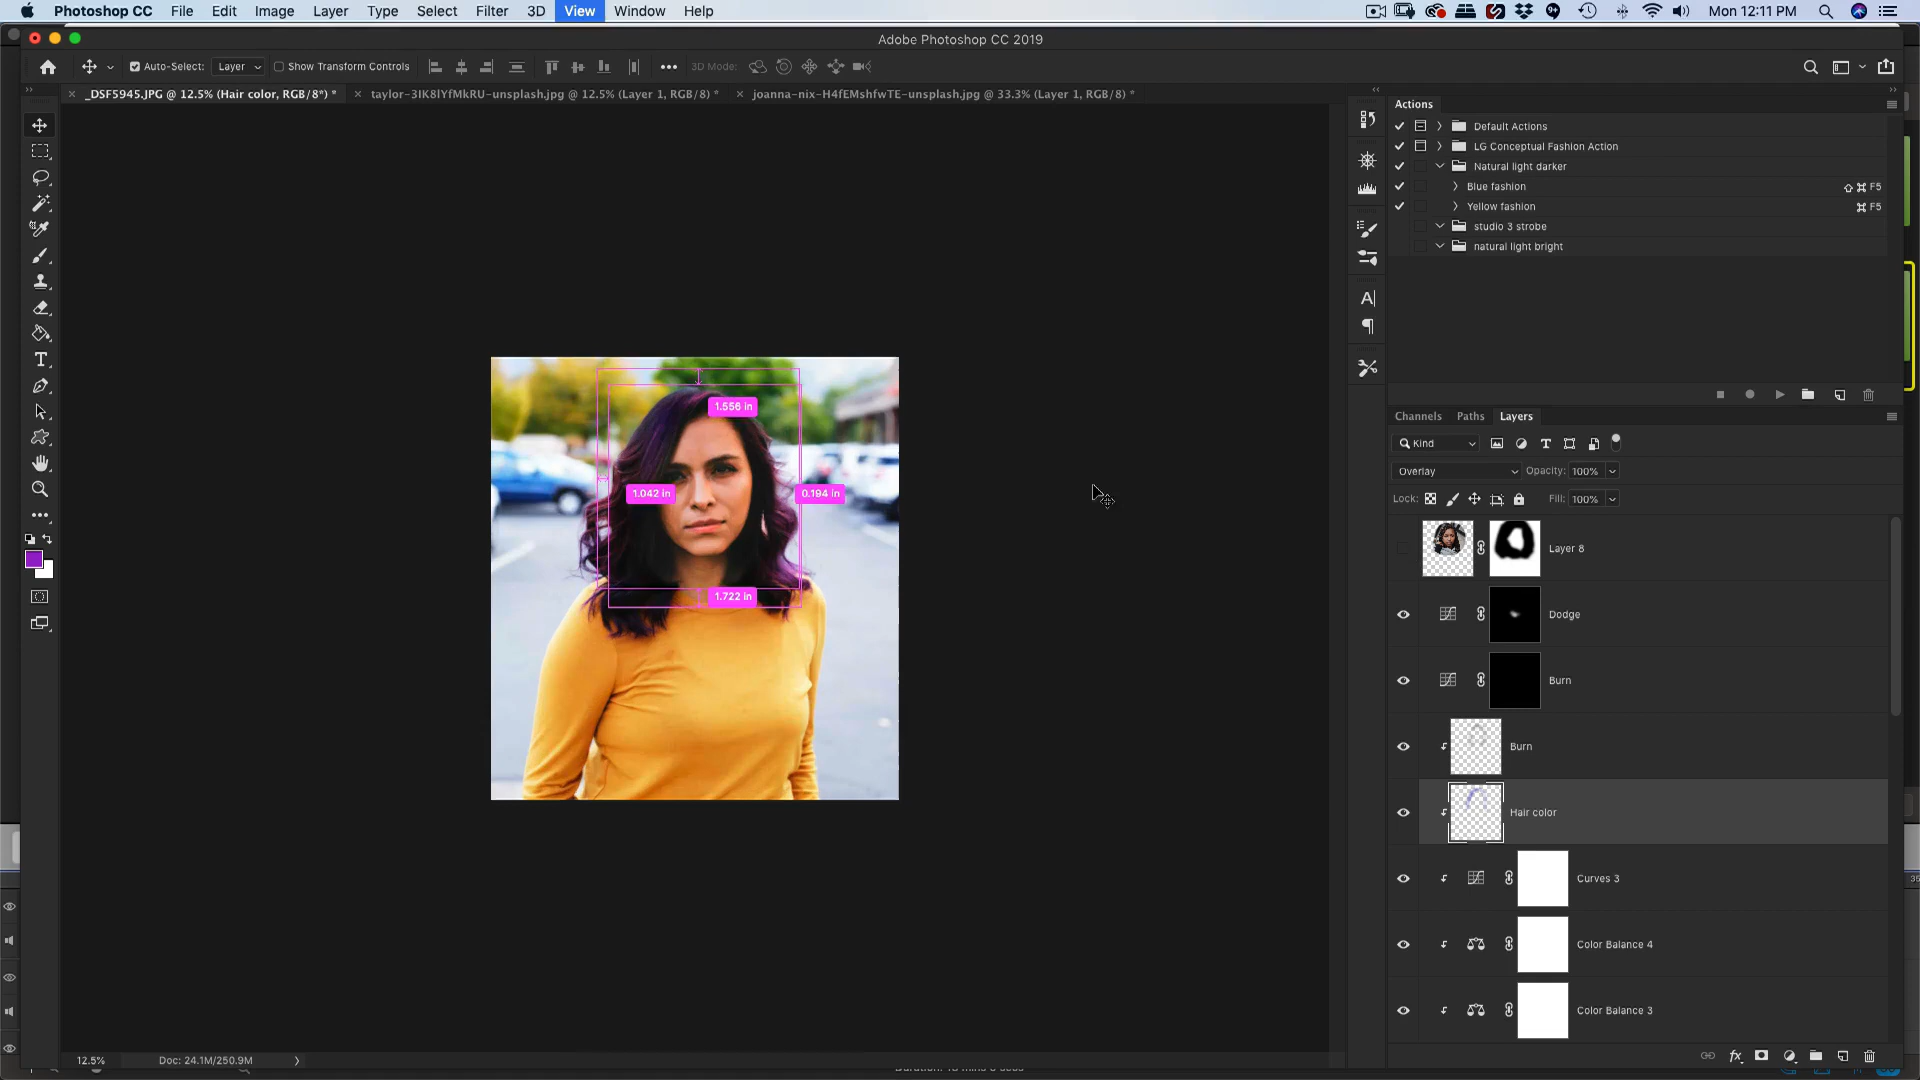 Photoshop CC File Edit Image Layer Type Select Filter 3D View Window Help Mon 12:11 PM
Adobe Photoshop CC 2019
Auto-Select: Layer Show Transform Controls 3D Mode:
_DSF5945.JPG @ 12.5% (Hair color, RGB/8*) * taylor-3IK8lYfMkRU-unsplash.jpg @ 12.5% (Layer 1, RGB/8) * joanna-nix-H4fEMshfwTE-unsplash.jpg @ 33.3% (Layer 1, RGB/8) *
Actions
Default Actions
LG Conceptual Fashion Action
Natural light darker
Blue fashion F5
Yellow fashion F5
studio 3 strobe
natural light bright
1.556 in
1.042 in 0.194 in
1.722 in
Channels Paths Layers
Kind
Overlay Opacity: 100%
Lock: Fill: 100%
Layer 8
Dodge
Burn
Burn
Hair color
Curves 3
Color Balance 4
Color Balance 3
12.5% Doc: 24.1M/250.9M